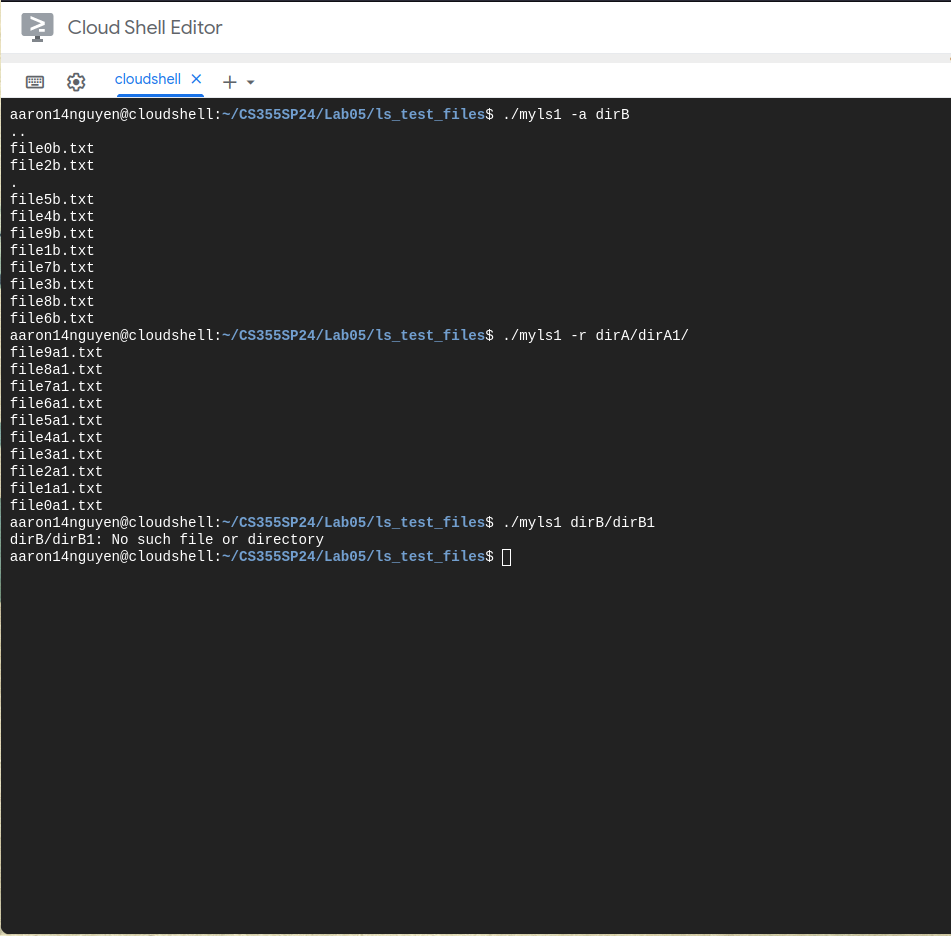 Cloud Shell Editor
cloudshell
aaron14nguyen@cloudshell:~/CS355SP24/Lab05/ls_test_files$ ./myls1 -a dirB
..
file0b.txt
file2b.txt
.
file5b.txt
file4b.txt
file9b.txt
file1b.txt
file7b.txt
file3b.txt
file8b.txt
file6b.txt
aaron14nguyen@cloudshell:~/CS355SP24/Lab05/ls_test_files$ ./myls1 -r dirA/dirA1/
file9a1.txt
file8a1.txt
file7a1.txt
file6a1.txt
file5a1.txt
file4a1.txt
file3a1.txt
file2a1.txt
file1a1.txt
file0a1.txt
aaron14nguyen@cloudshell:~/CS355SP24/Lab05/ls_test_files$ ./myls1 dirB/dirB1
dirB/dirB1: No such file or directory
aaron14nguyen@cloudshell:~/CS355SP24/Lab05/ls_test_files$